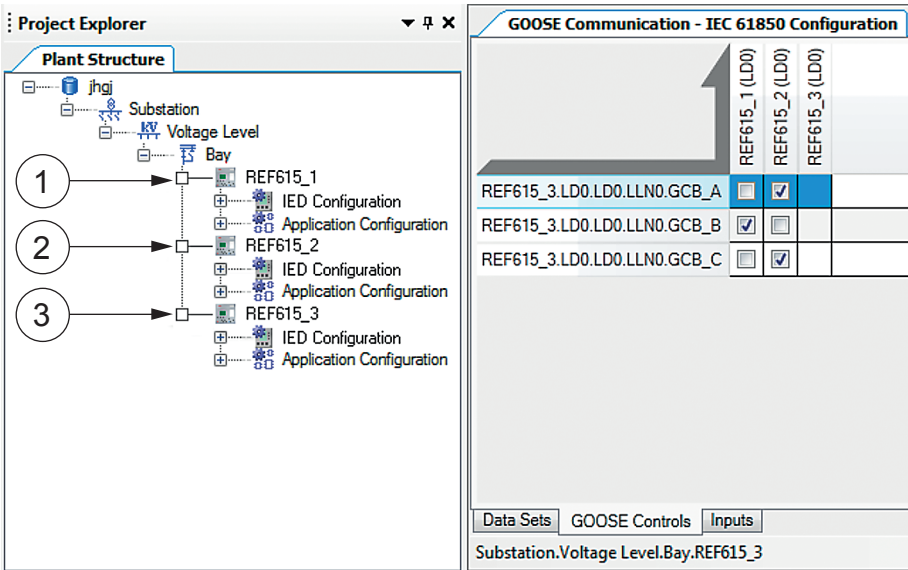 Project Explorer
Plant Structure
jhgj
Substation
Voltage Level
Bay
1
REF615_1
IED Configuration
Application Configuration
2
REF615_2
IED Configuration
Application Configuration
3
REF615_3
IED Configuration
Application Configuration
GOOSE Communication - IEC 61850 Configuration
REF615_1 (LD0)
REF615_2 (LD0)
REF615_3 (LD0)
REF615_3.LD0.LD0.LLN0.GCB_A
REF615_3.LD0.LD0.LLN0.GCB_B
REF615_3.LD0.LD0.LLN0.GCB_C
Data Sets GOOSE Controls Inputs
Substation.Voltage Level.Bay.REF615_3